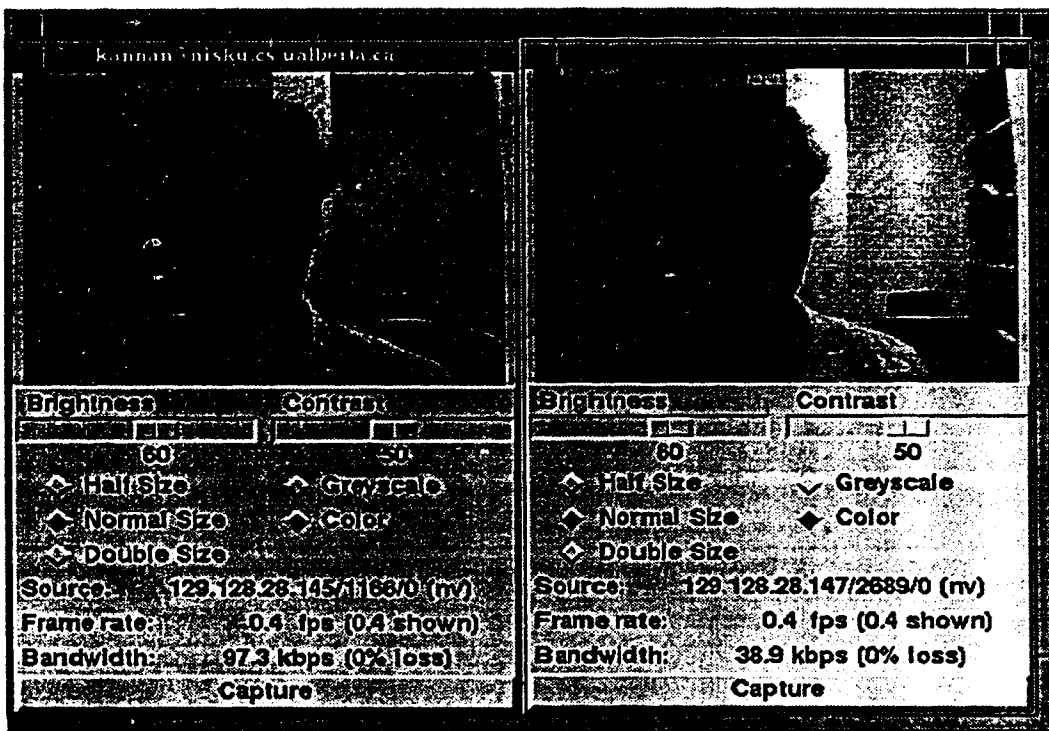 kannan@nisku.cs.ualberta.ca
Brightness Contrast
60 50
Half Size Greyscale
Normal Size Color
Double Size
Source: 129.128.28.145/1166/0 (nv)
Frame rate: 0.4 fps (0.4 shown)
Bandwidth: 97.3 kbps (0% loss)
Capture
Brightness Contrast
60 50
Half Size Greyscale
Normal Size Color
Double Size
Source: 129.128.28.147/2689/0 (nv)
Frame rate: 0.4 fps (0.4 shown)
Bandwidth: 38.9 kbps (0% loss)
Capture